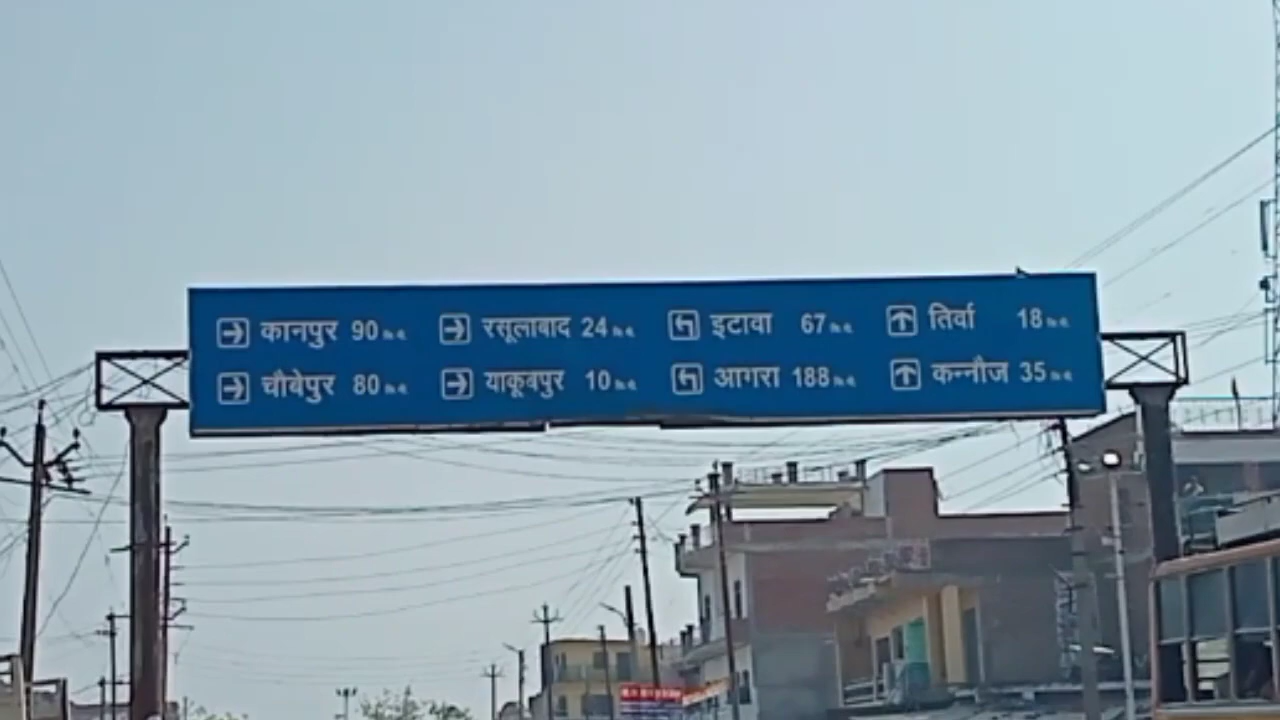 कानपुर 90 कि.मी. रसूलाबाद 24 कि.मी. इटावा 67 कि.मी. तिर्वा 18 कि.मी.
चौबेपुर 80 कि.मी. याकूबपुर 10 कि.मी. आगरा 188 कि.मी. कन्नौज 35 कि.मी.